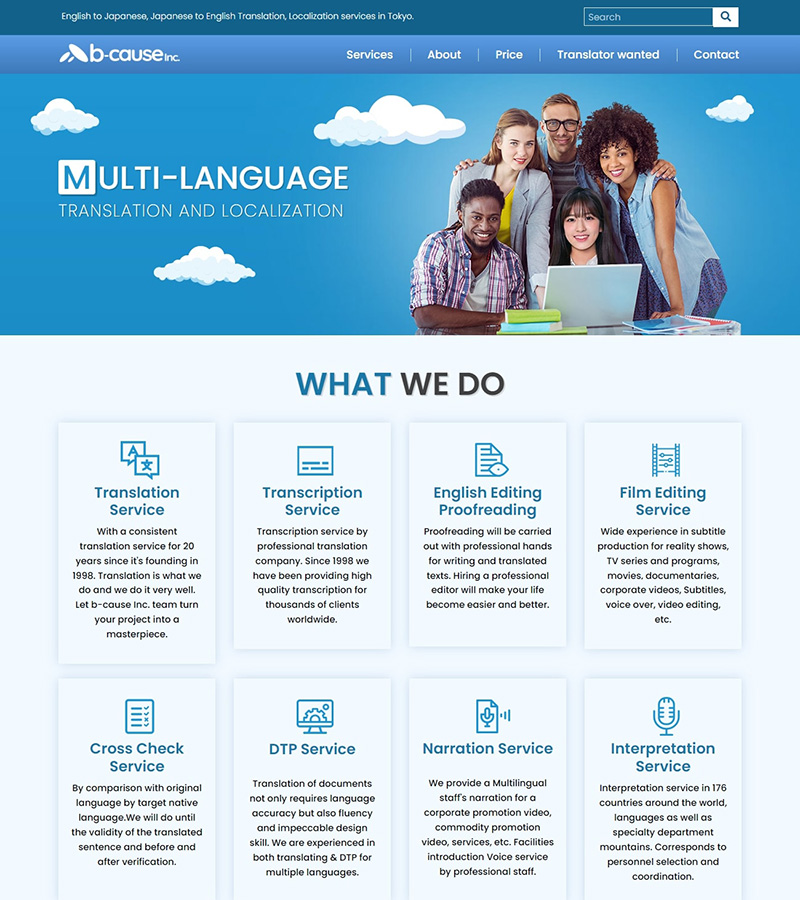 English to Japanese, Japanese to English Translation, Localization services in Tokyo.
Search
b-cause Inc.
Services
About
Price
Translator wanted
Contact
MULTI-LANGUAGE
TRANSLATION AND LOCALIZATION
WHAT WE DO
Translation
Service
With a consistent
translation service for 20
years since it's founding in
1998. Translation is what we
do and we do it very well.
Let b-cause Inc. team turn
your project into a
masterpiece.
Transcription
Service
Transcription service by
professional translation
company. Since 1998 we
have been providing high
quality transcription for
thousands of clients
worldwide.
English Editing
Proofreading
Proofreading will be carried
out with professional hands
for writing and translated
texts. Hiring a professional
editor will make your life
become easier and better.
Film Editing
Service
Wide experience in subtitle
production for reality shows,
TV series and programs,
movies, documentaries,
corporate videos, Subtitles,
voice over, video editing,
etc.
Cross Check
Service
By comparison with original
language by target native
language.We will do until
the validity of the translated
sentence and before and
after verification.
DTP Service
Translation of documents
not only requires language
accuracy but also fluency
and impeccable design
skill. We are experienced in
both translating & DTP for
multiple languages.
Narration Service
We provide a Multilingual
staff's narration for a
corporate promotion video,
commodity promotion
video, services, etc. Facilities
introduction Voice service
by professional staff.
Interpretation
Service
Interpretation service in 176
countries around the world,
languages as well as
specialty department
mountains. Corresponds to
personnel selection and
coordination.